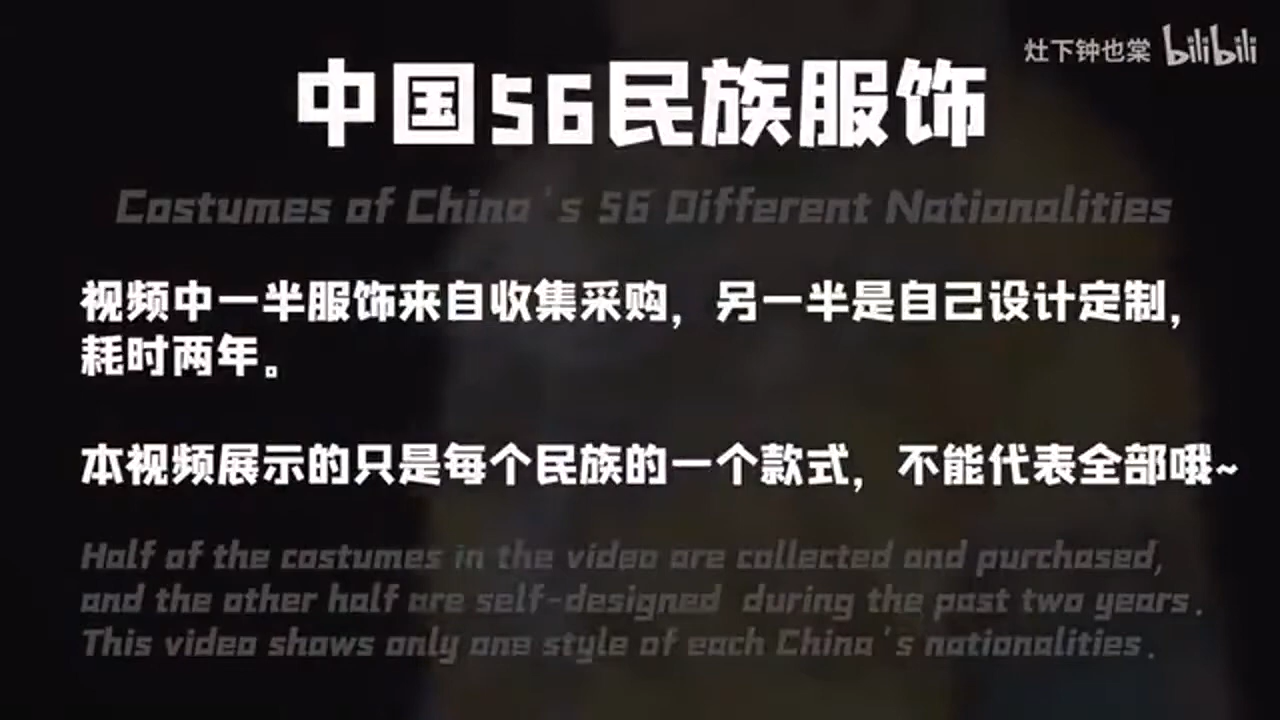 灶下钟也棠 bilibili
中国56民族服饰
Costumes of China's 56 Different Nationalities
视频中一半服饰来自收集采购，另一半是自己设计定制，
耗时两年。
本视频展示的只是每个民族的一个款式，不能代表全部哦~
Half of the costumes in the video are collected and purchased,
and the other half are self-designed during the past two years.
This video shows only one style of each China's nationalities.